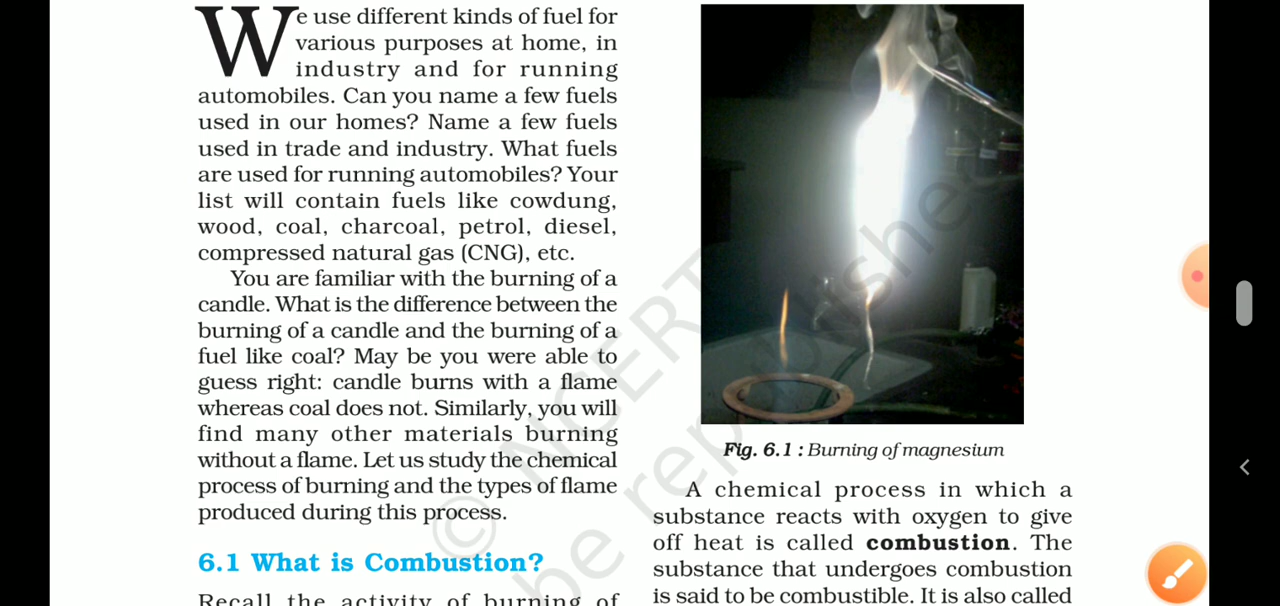 We use different kinds of fuel for
various purposes at home, in
industry and for running
automobiles. Can you name a few fuels
used in our homes? Name a few fuels
used in trade and industry. What fuels
are used for running automobiles? Your
list will contain fuels like cowdung,
wood, coal, charcoal, petrol, diesel,
compressed natural gas (CNG), etc.
You are familiar with the burning of a
candle. What is the difference between the
burning of a candle and the burning of a
fuel like coal? May be you were able to
guess right: candle burns with a flame
whereas coal does not. Similarly, you will
find many other materials burning
without a flame. Let us study the chemical
process of burning and the types of flame
produced during this process.
6.1 What is Combustion?
Recall the activity of burning of
Fig. 6.1 : Burning of magnesium
A chemical process in which a
substance reacts with oxygen to give
off heat is called combustion. The
substance that undergoes combustion
is said to be combustible. It is also called
© NCERT
be republished